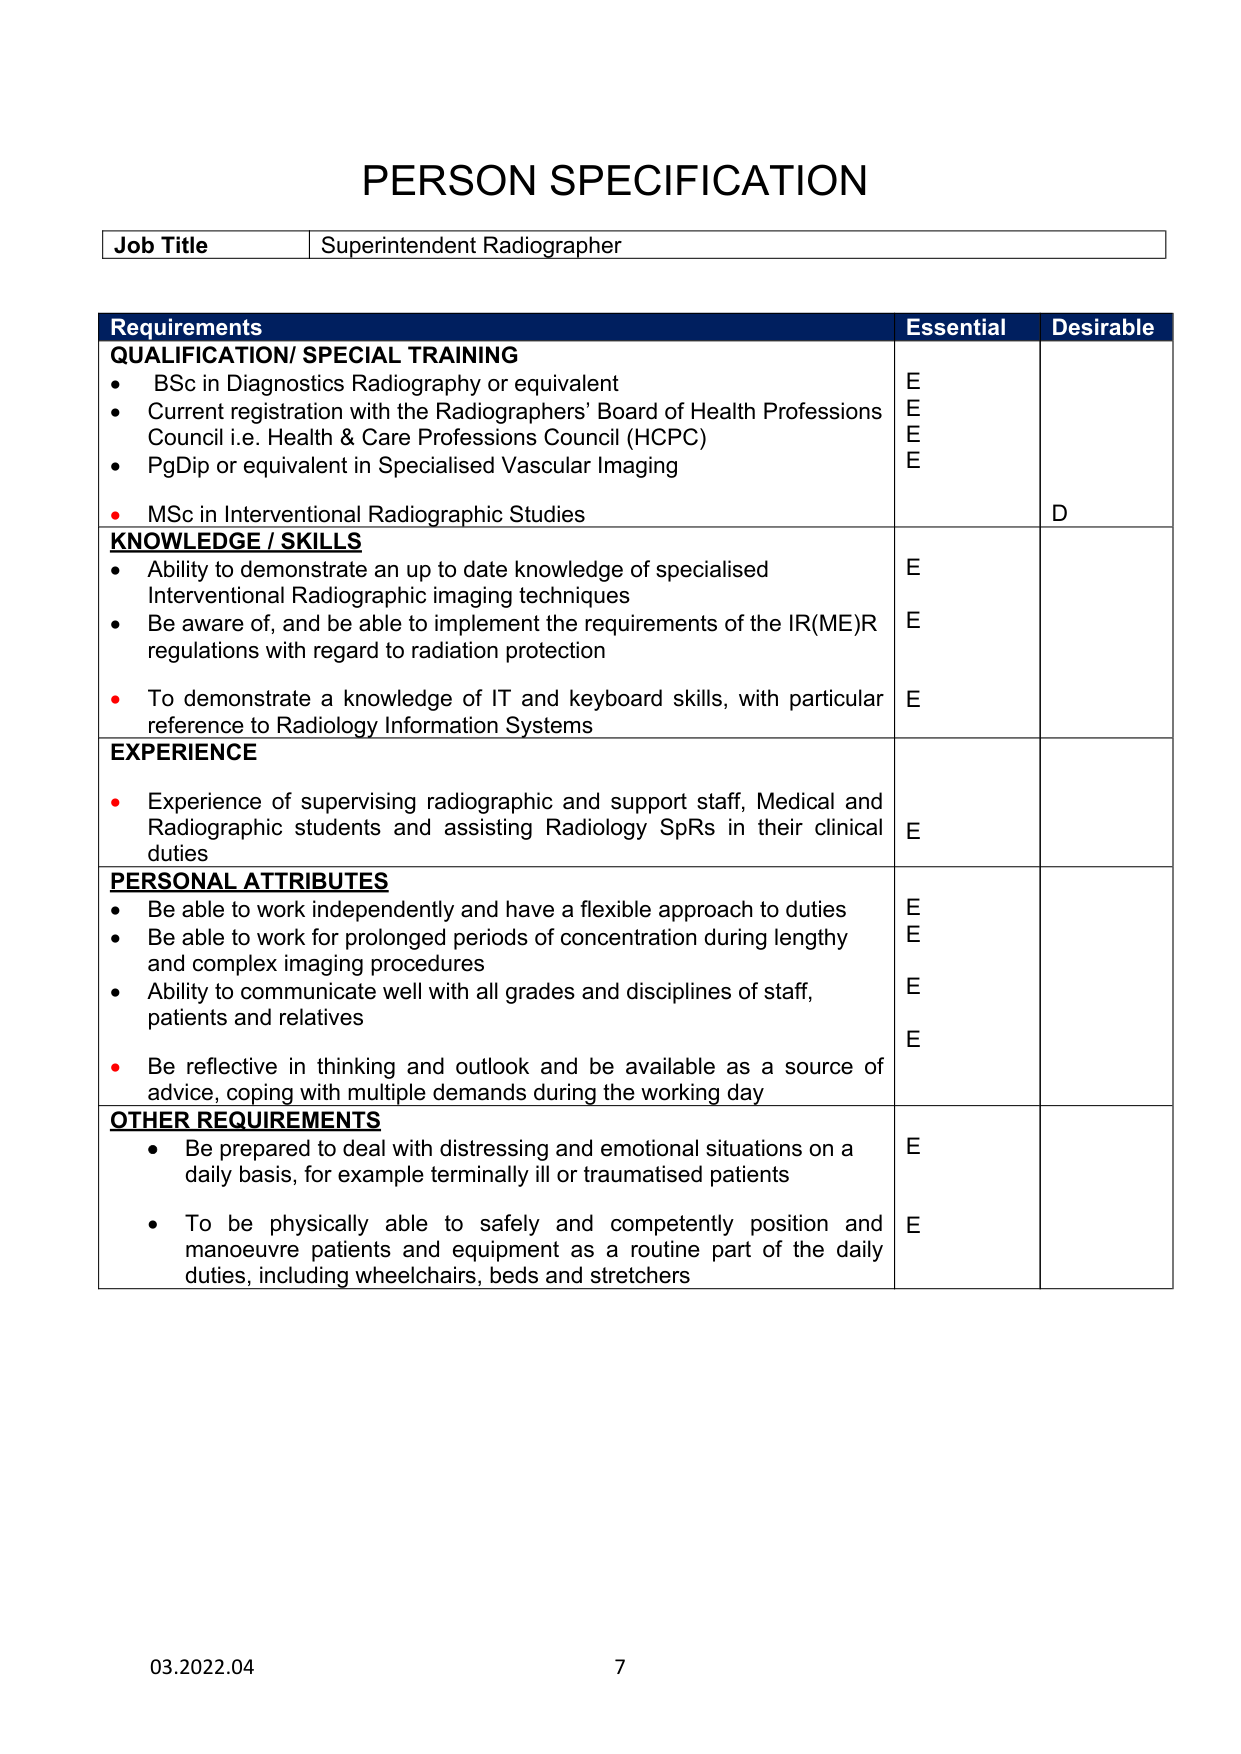 PERSON SPECIFICATION
Job Title Superintendent Radiographer
Requirements Essential Desirable
QUALIFICATION/ SPECIAL TRAINING
• BSc in Diagnostics Radiography or equivalent E
• Current registration with the Radiographers’ Board of Health Professions E
Council i.e. Health & Care Professions Council (HCPC) E
• PgDip or equivalent in Specialised Vascular Imaging E
• MSc in Interventional Radiographic Studies D
KNOWLEDGE / SKILLS
• Ability to demonstrate an up to date knowledge of specialised E
Interventional Radiographic imaging techniques
• Be aware of, and be able to implement the requirements of the IR(ME)R E
regulations with regard to radiation protection
• To demonstrate a knowledge of IT and keyboard skills, with particular E
reference to Radiology Information Systems
EXPERIENCE
• Experience of supervising radiographic and support staff, Medical and
Radiographic students and assisting Radiology SpRs in their clinical E
duties
PERSONAL ATTRIBUTES
• Be able to work independently and have a flexible approach to duties E
• Be able to work for prolonged periods of concentration during lengthy E
and complex imaging procedures
• Ability to communicate well with all grades and disciplines of staff, E
patients and relatives
E
• Be reflective in thinking and outlook and be available as a source of
advice, coping with multiple demands during the working day
OTHER REQUIREMENTS
• Be prepared to deal with distressing and emotional situations on a E
daily basis, for example terminally ill or traumatised patients
• To be physically able to safely and competently position and E
manoeuvre patients and equipment as a routine part of the daily
duties, including wheelchairs, beds and stretchers
03.2022.04 7